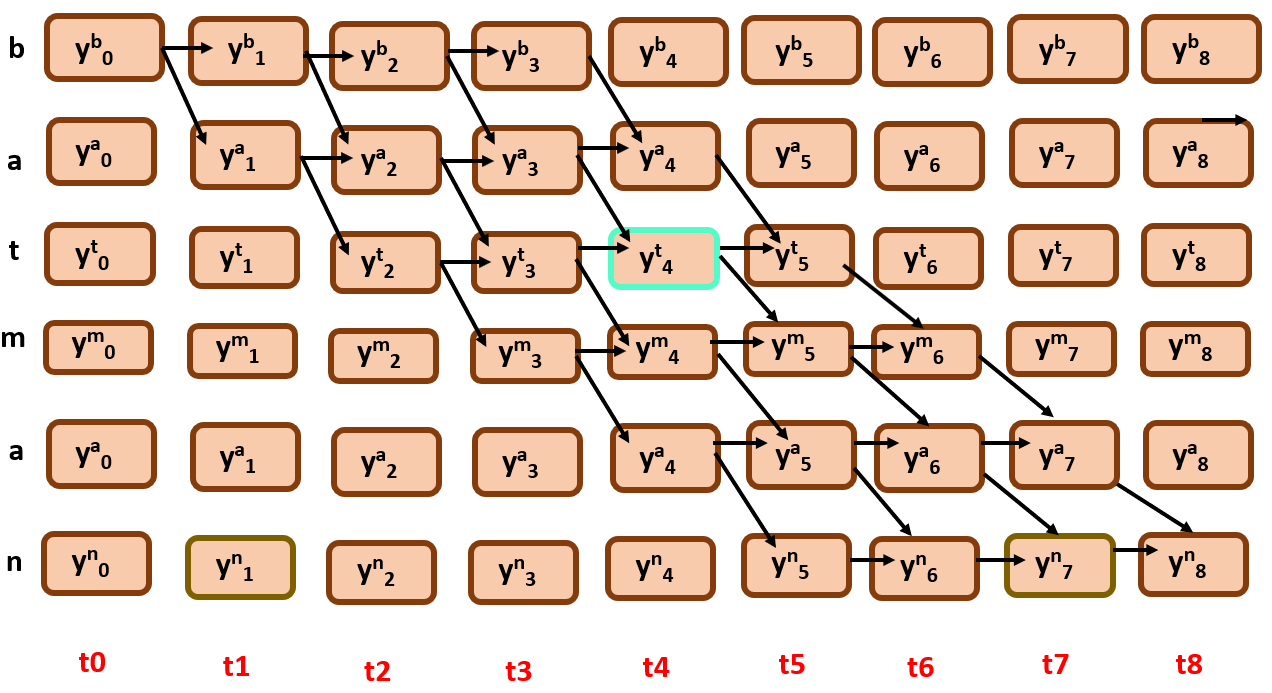 b y^b_0 y^b_1 y^b_2 y^b_3 y^b_4 y^b_5 y^b_6 y^b_7 y^b_8
a y^a_0 y^a_1 y^a_2 y^a_3 y^a_4 y^a_5 y^a_6 y^a_7 y^a_8
t y^t_0 y^t_1 y^t_2 y^t_3 y^t_4 y^t_5 y^t_6 y^t_7 y^t_8
m y^m_0 y^m_1 y^m_2 y^m_3 y^m_4 y^m_5 y^m_6 y^m_7 y^m_8
a y^a_0 y^a_1 y^a_2 y^a_3 y^a_4 y^a_5 y^a_6 y^a_7 y^a_8
n y^n_0 y^n_1 y^n_2 y^n_3 y^n_4 y^n_5 y^n_6 y^n_7 y^n_8
t0 t1 t2 t3 t4 t5 t6 t7 t8